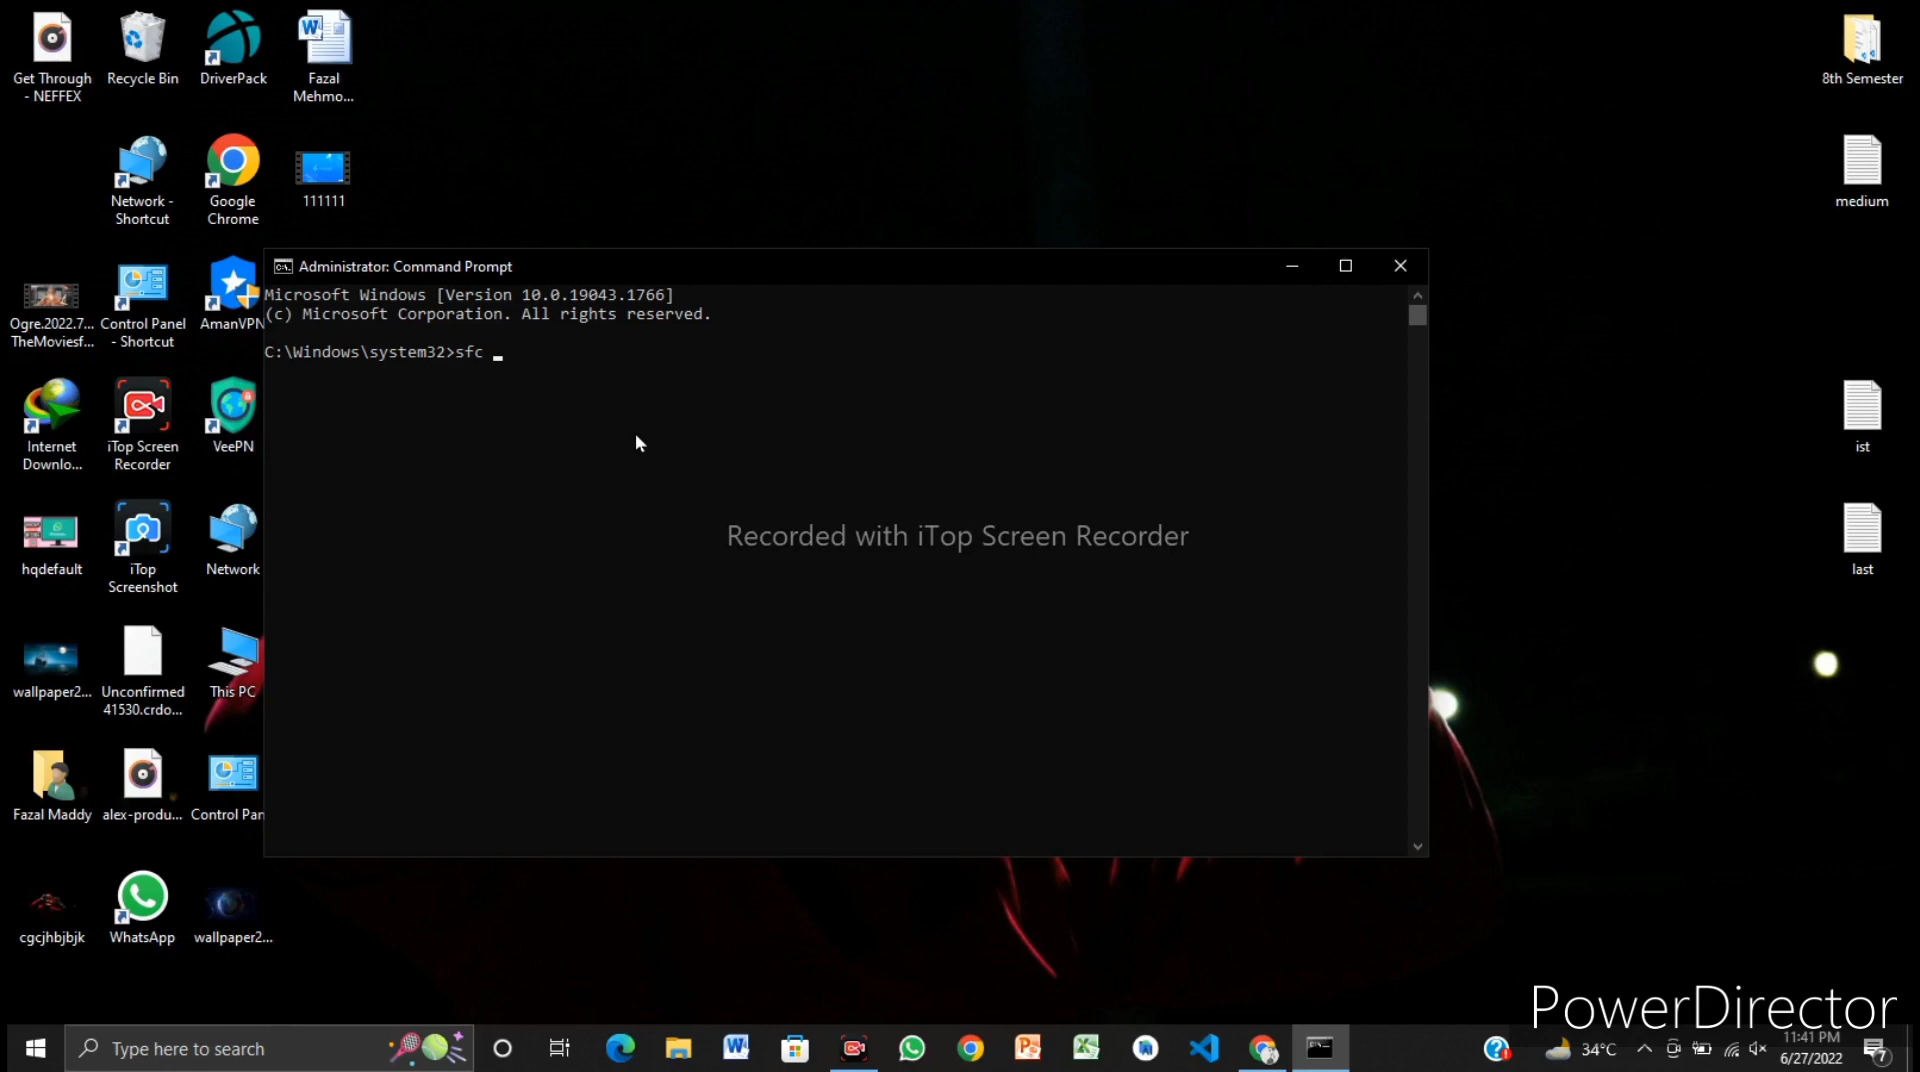 Get Through
- NEFFEX
Recycle Bin
DriverPack
Fazal
Mehmo...
8th Semester
Network -
Shortcut
Google
Chrome
111111
medium
Ogre.2022.7...
TheMoviesf...
Control Panel
- Shortcut
AmanVPN
Administrator: Command Prompt
Microsoft Windows [Version 10.0.19043.1766]
(c) Microsoft Corporation. All rights reserved.
C:\Windows\system32>sfc _
Internet
Downlo...
iTop Screen
Recorder
VeePN
ist
Recorded with iTop Screen Recorder
hqdefault
iTop
Screenshot
Network
last
wallpaper2...
Unconfirmed
41530.crdo...
This PC
Fazal Maddy
alex-produ...
Control Pan
cgcjhbjbjk
WhatsApp
wallpaper2...
PowerDirector
Type here to search
34°C
11:41 PM
6/27/2022
7